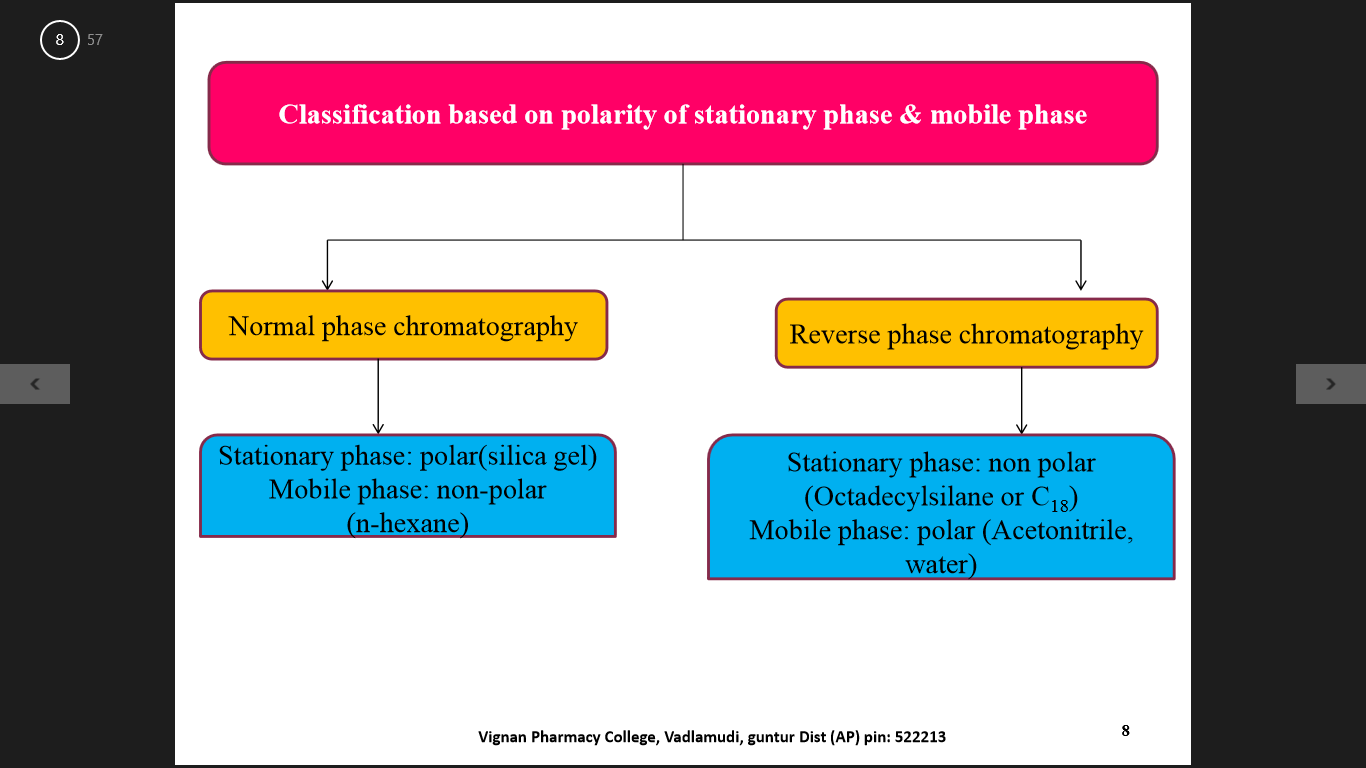 8 57
Classification based on polarity of stationary phase & mobile phase
Normal phase chromatography
Reverse phase chromatography
Stationary phase: polar(silica gel)
Mobile phase: non-polar
(n-hexane)
Stationary phase: non polar
(Octadecylsilane or C₁₈)
Mobile phase: polar (Acetonitrile,
water)
Vignan Pharmacy College, Vadlamudi, guntur Dist (AP) pin: 522213
8